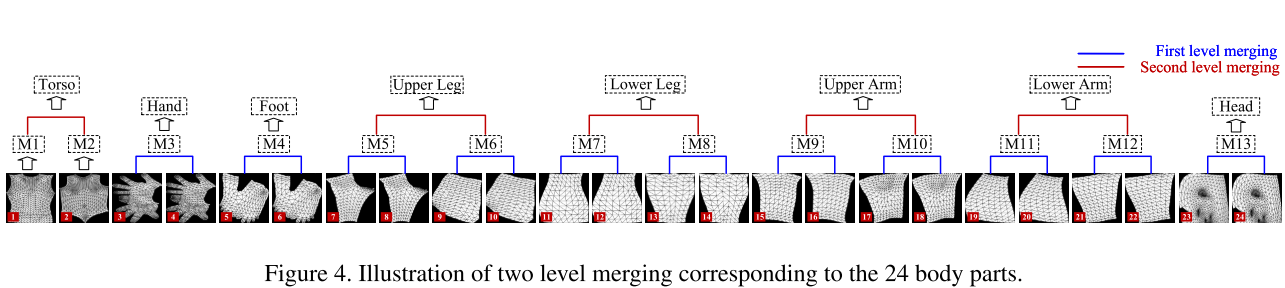 First level merging
Second level merging
Torso Upper Leg Lower Leg Upper Arm Lower Arm
Hand Foot Head
M1 M2 M3 M4 M5 M6 M7 M8 M9 M10 M11 M12 M13
1 2 3 4 5 6 7 8 9 10 11 12 13 14 15 16 17 18 19 20 21 22 23 24
Figure 4. Illustration of two level merging corresponding to the 24 body parts.